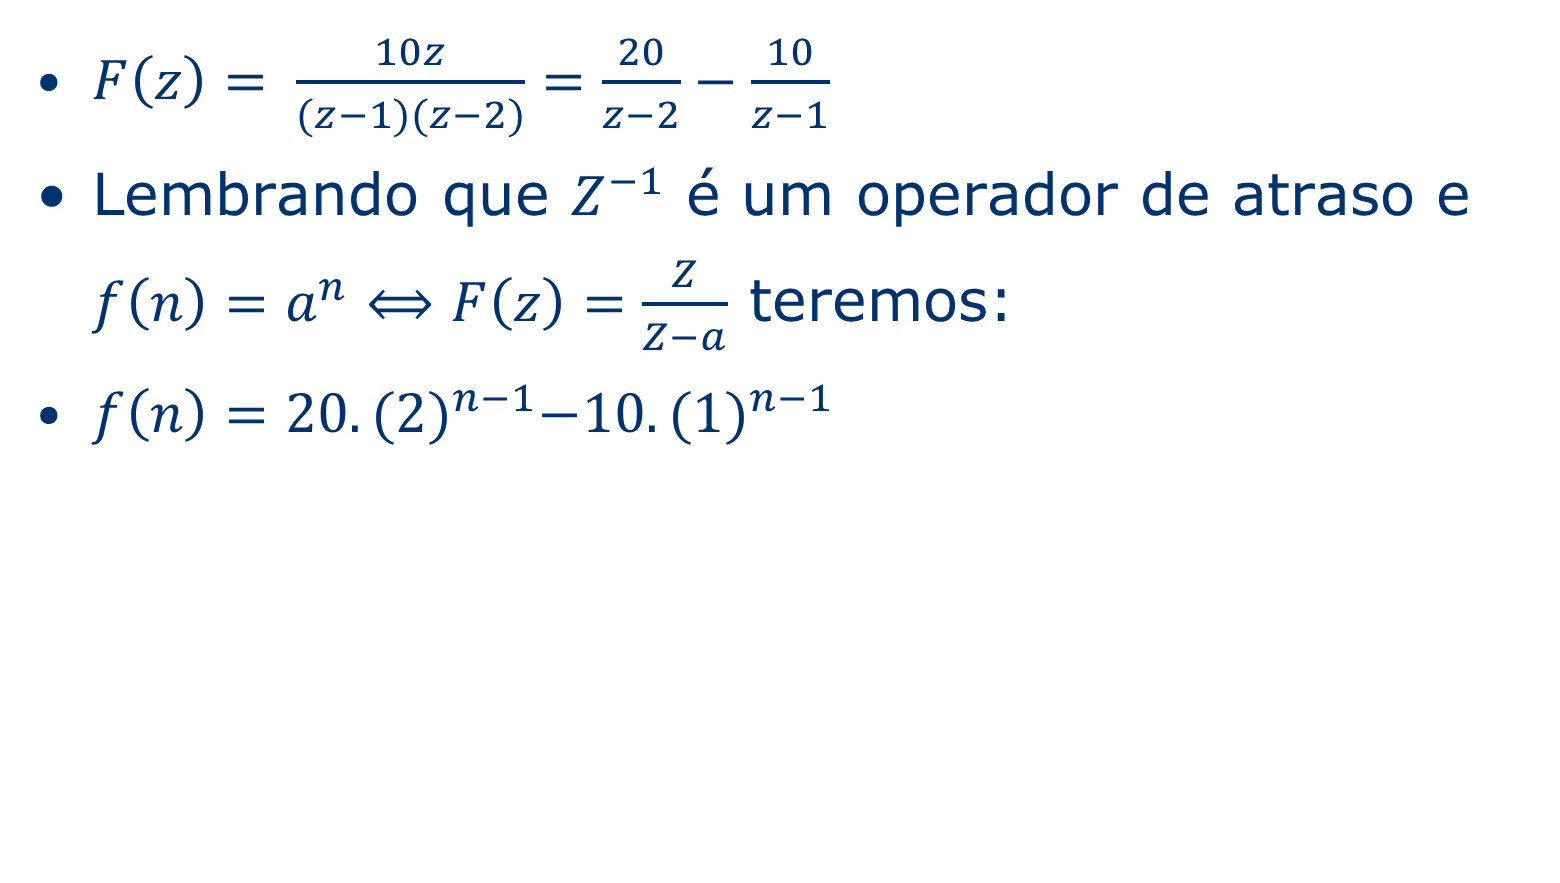 • F(z) = 10z/((z−1)(z−2)) = 20/(z−2) − 10/(z−1)
• Lembrando que Z⁻¹ é um operador de atraso e
f(n) = aⁿ ⟺ F(z) = Z/(Z−a) teremos:
• f(n) = 20.(2)ⁿ⁻¹−10.(1)ⁿ⁻¹